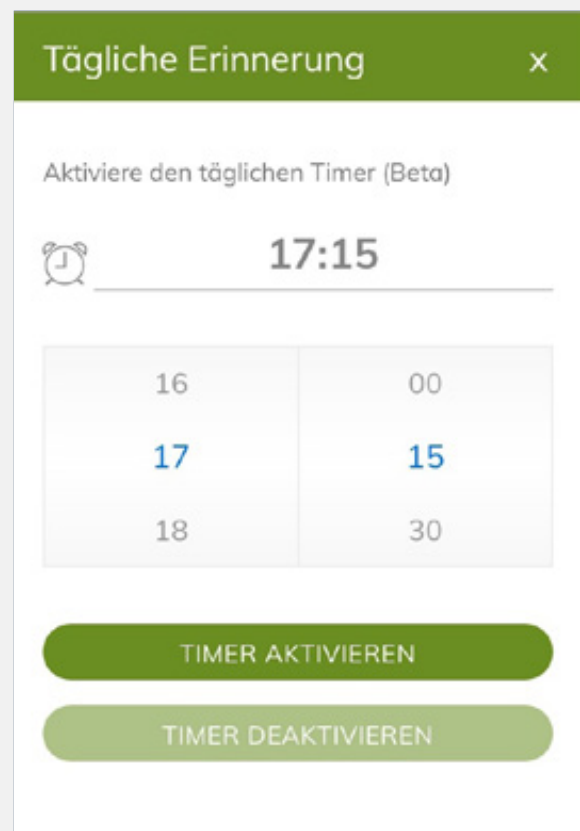 Tägliche Erinnerung x
Aktiviere den täglichen Timer (Beta)
17:15
16 00
17 15
18 30
TIMER AKTIVIEREN
TIMER DEAKTIVIEREN